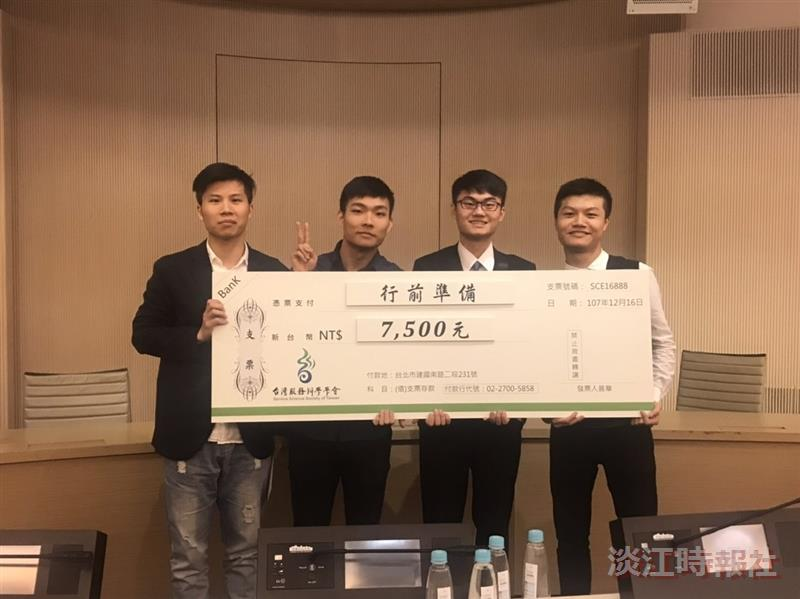 BanK
憑票支付
行前準備
支票號碼： SCE16888
日 期：107年12月16日
支票
新台幣 NT$
7,500元
禁止背書轉讓
台灣服務科學學會
Service Science Society of Taiwan
付款地：台北市建國南路二段231號
科 目：(借)支票存款
付款行代號：02-2700-5858
發票人簽章
淡江時報社